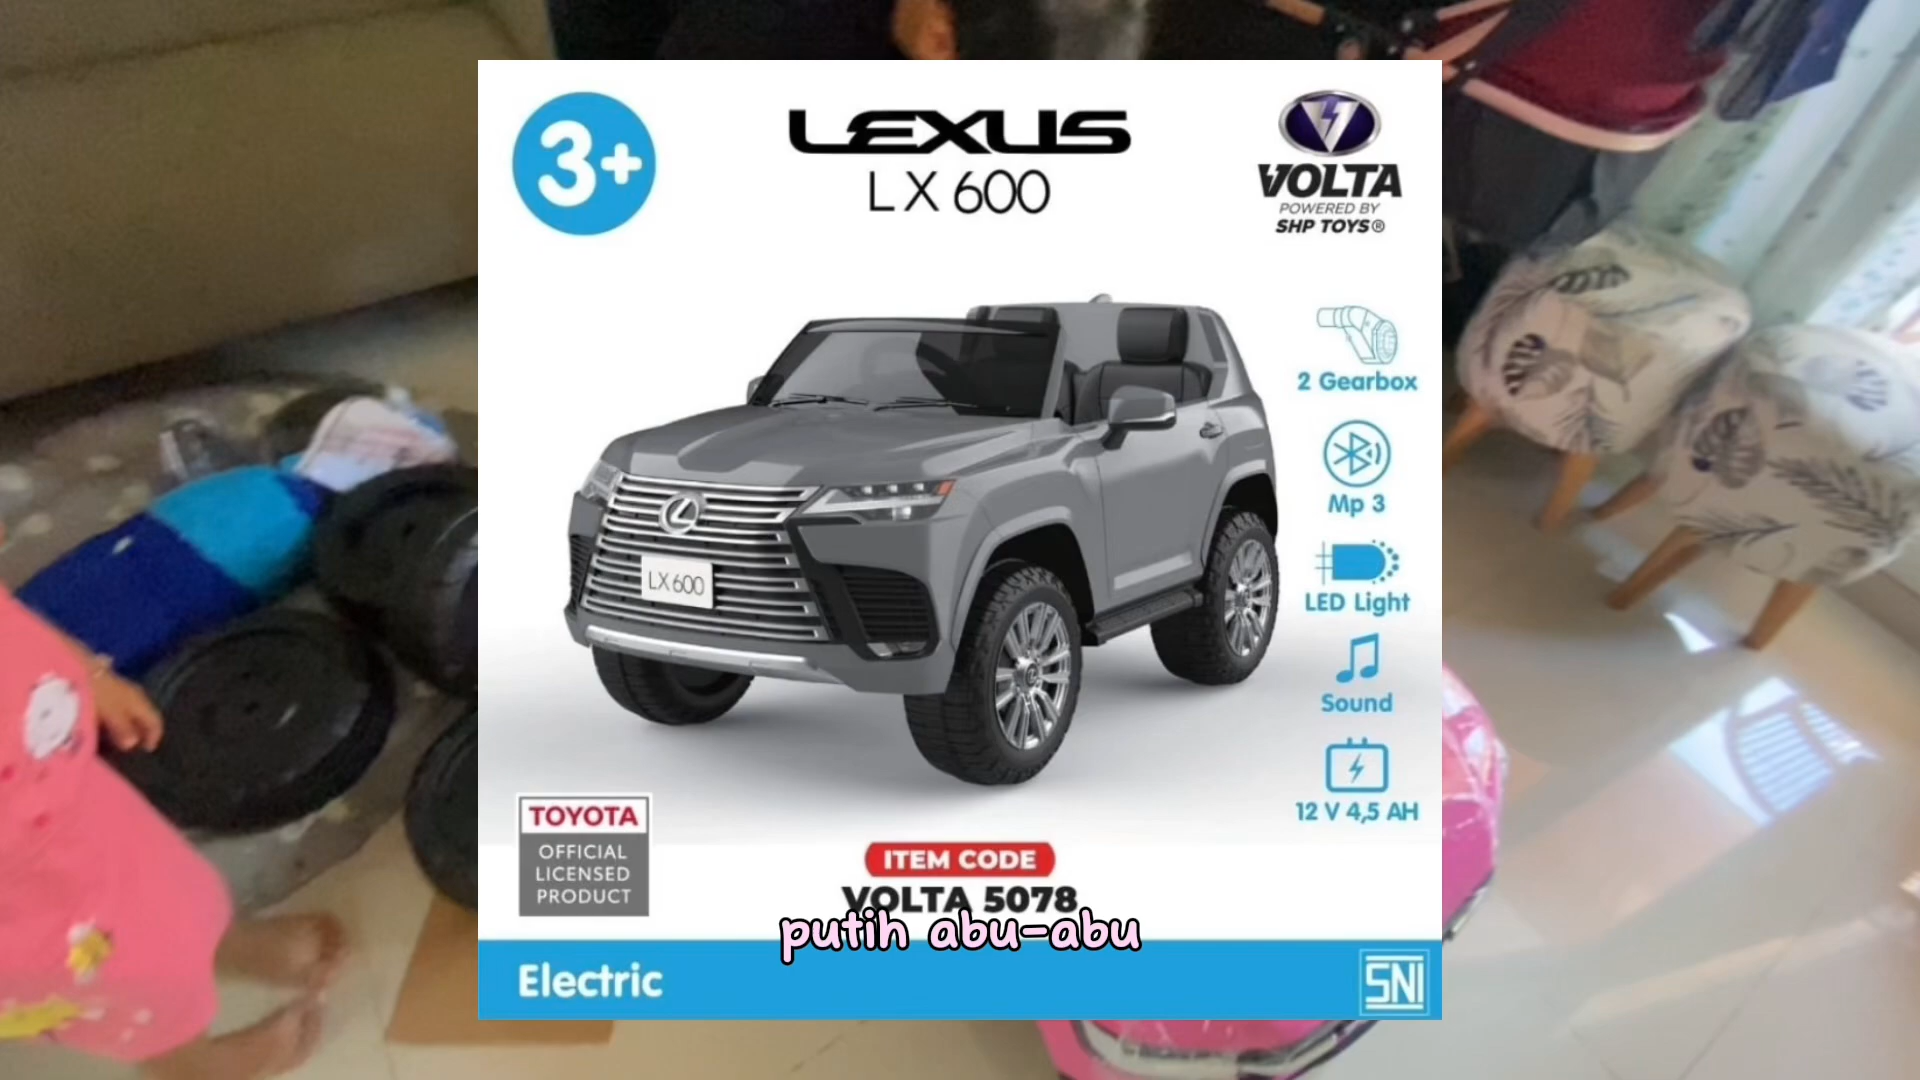 3+
LEXUS
LX 600
VOLTA
POWERED BY
SHP TOYS®
2 Gearbox
Mp 3
LED Light
Sound
12 V 4,5 AH
LX600
TOYOTA
OFFICIAL
LICENSED
PRODUCT
ITEM CODE
VOLTA 5078
putih abu-abu
Electric
SNI